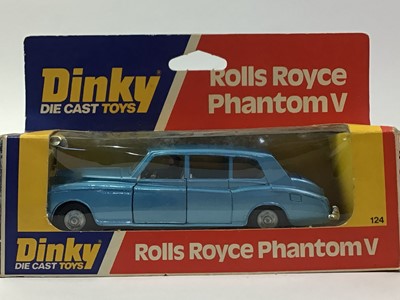 Dinky
DIE CAST TOYS
Rolls Royce
Phantom V
124
Dinky
DIE CAST TOYS
Rolls Royce Phantom V